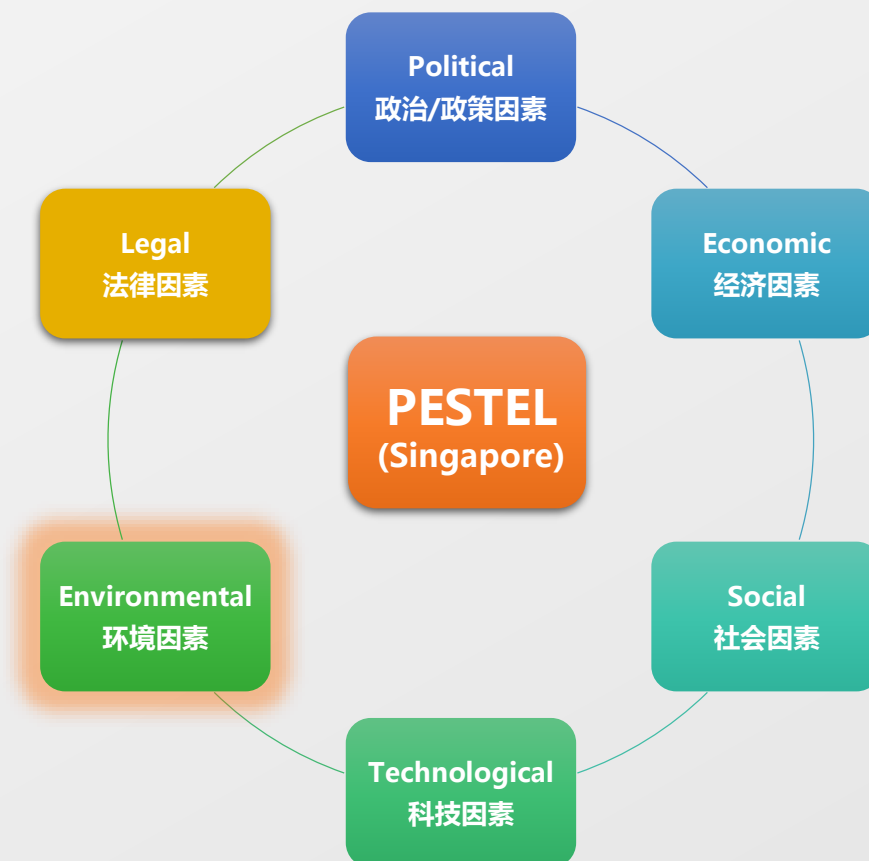 Political
政治/政策因素
Legal
法律因素
Economic
经济因素
PESTEL
(Singapore)
Environmental
环境因素
Social
社会因素
Technological
科技因素